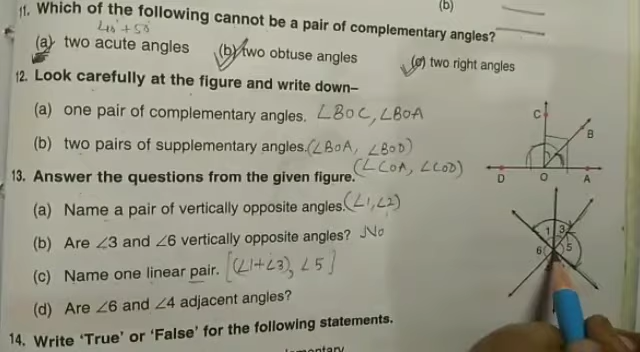 (b)
11. Which of the following cannot be a pair of complementary angles?
40°+50°
(a) two acute angles (b) two obtuse angles (c) two right angles
12. Look carefully at the figure and write down–
(a) one pair of complementary angles. ∠BOC, ∠BOA
(b) two pairs of supplementary angles. (∠BOA, ∠BOD)
(∠COA, ∠COD)
C
B
D O A
13. Answer the questions from the given figure.
(a) Name a pair of vertically opposite angles. (∠1,∠2)
(b) Are ∠3 and ∠6 vertically opposite angles? No
1 3
6 5
(c) Name one linear pair. [(∠1+∠3), ∠5]
(d) Are ∠6 and ∠4 adjacent angles?
14. Write 'True' or 'False' for the following statements.